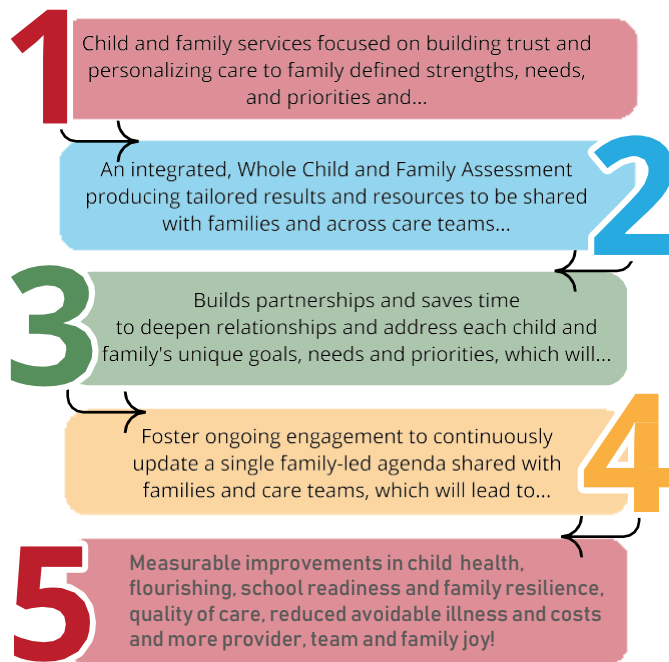 1
Child and family services focused on building trust and
personalizing care to family defined strengths, needs,
and priorities and...
2
An integrated, Whole Child and Family Assessment
producing tailored results and resources to be shared
with families and across care teams...
3
Builds partnerships and saves time
to deepen relationships and address each child and
family's unique goals, needs and priorities, which will...
4
Foster ongoing engagement to continuously
update a single family-led agenda shared with
families and care teams, which will lead to...
5
Measurable improvements in child health,
flourishing, school readiness and family resilience,
quality of care, reduced avoidable illness and costs
and more provider, team and family joy!